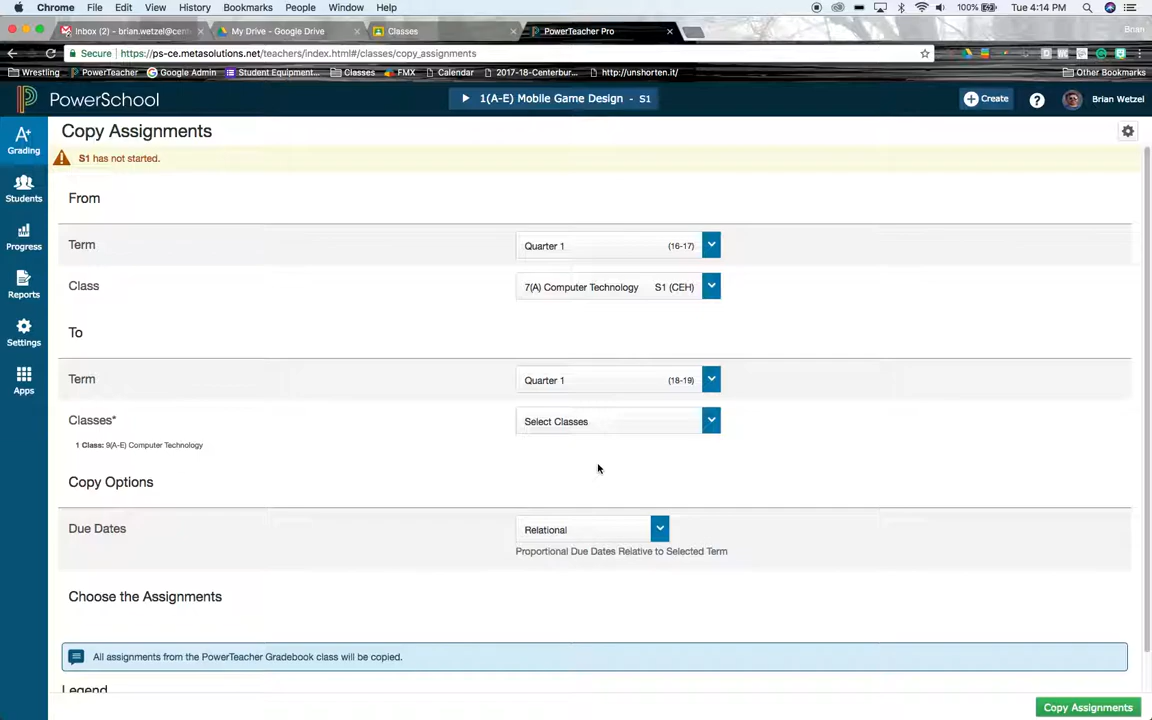 Chrome File Edit View History Bookmarks People Window Help 100% Tue 4:14 PM
Inbox (2) - brian.wetzel@cent My Drive - Google Drive Classes PowerTeacher Pro Brian
Secure https://ps-ce.metasolutions.net/teachers/index.html#/classes/copy_assignments
Wrestling PowerTeacher Google Admin Student Equipment... Classes FMX Calendar 2017-18-Centerbur... http://unshorten.it/ Other Bookmarks
PowerSchool 1(A-E) Mobile Game Design - S1 Create ? Brian Wetzel
A+
Grading
Students
Progress
Reports
Settings
Apps
Copy Assignments
S1 has not started.
From
Term Quarter 1 (16-17)
Class 7(A) Computer Technology S1 (CEH)
To
Term Quarter 1 (18-19)
Classes* Select Classes
1 Class: 9(A-E) Computer Technology
Copy Options
Due Dates Relational
Proportional Due Dates Relative to Selected Term
Choose the Assignments
All assignments from the PowerTeacher Gradebook class will be copied.
Legend
Copy Assignments